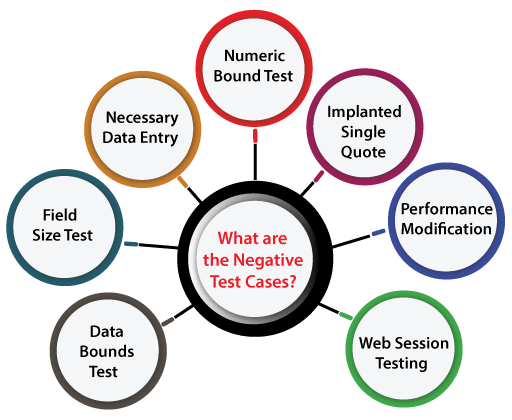 Numeric
Bound Test
Necessary
Data Entry
Implanted
Single
Quote
Field
Size Test
Performance
Modification
What are
the Negative
Test Cases?
Data
Bounds
Test
Web Session
Testing